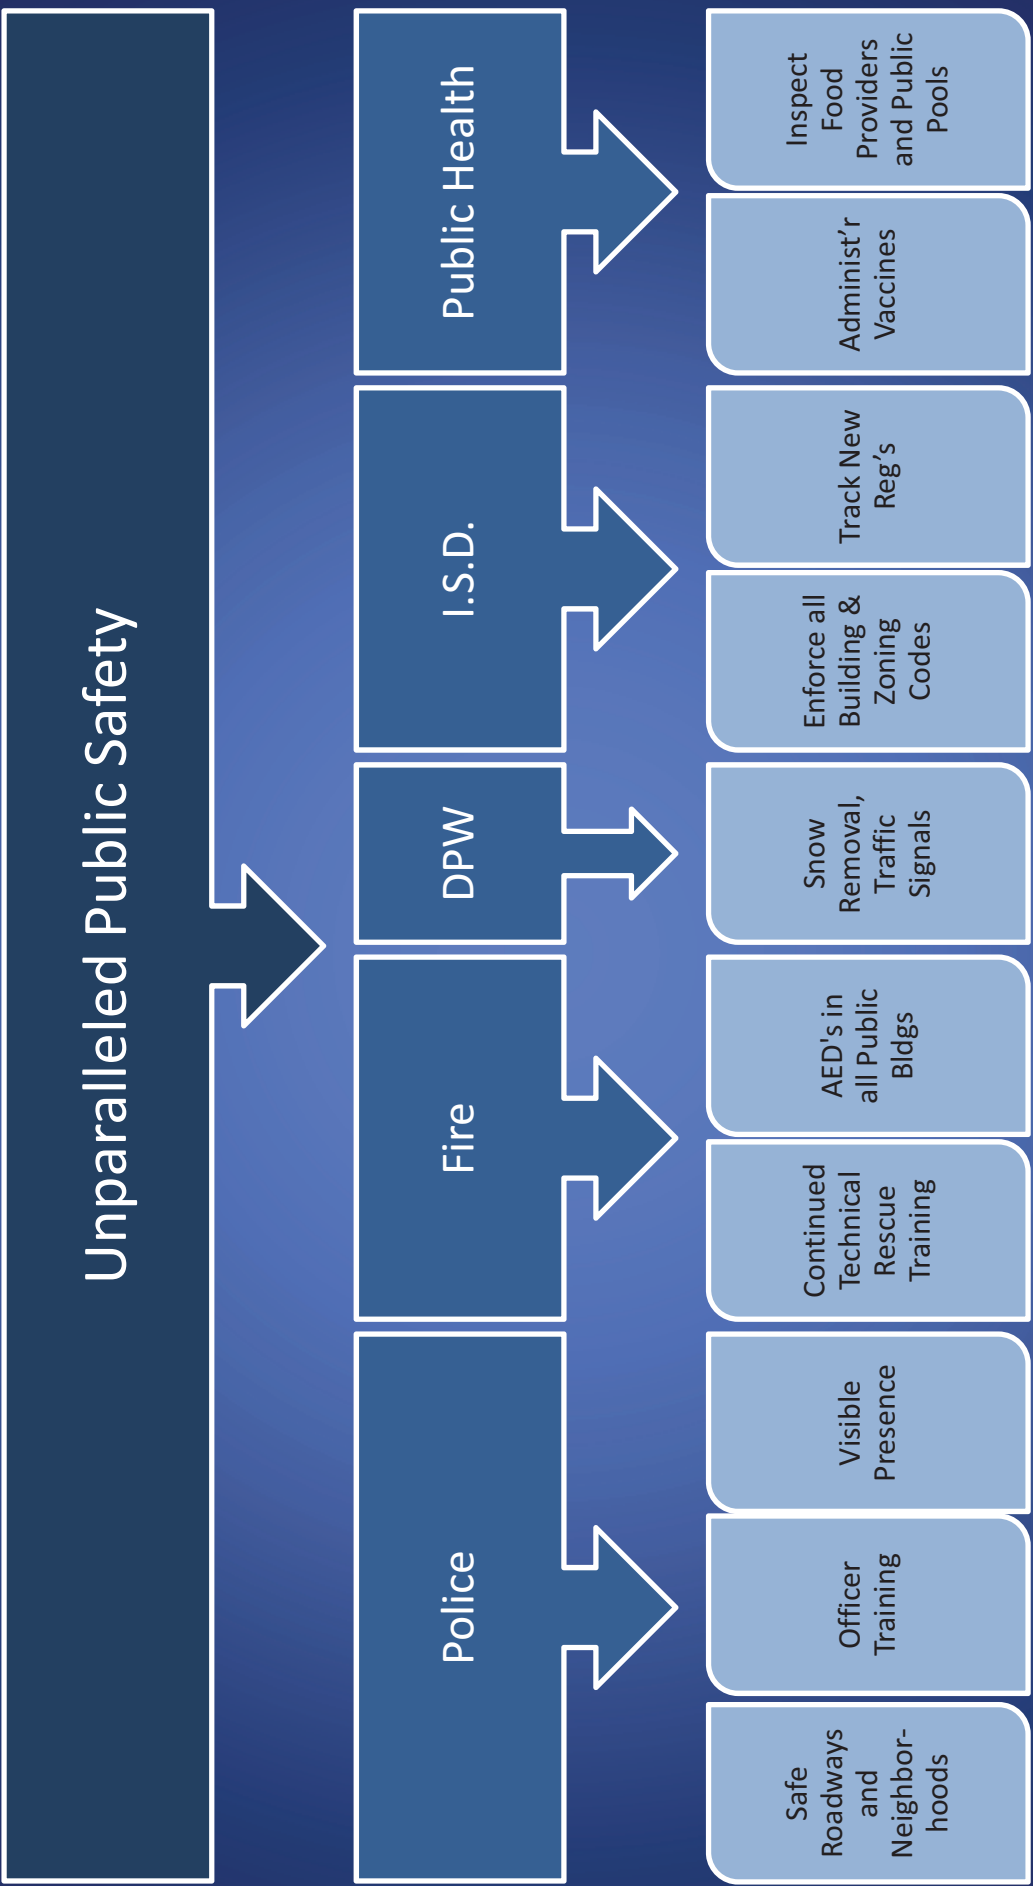 Unparalleled Public Safety
Police
Fire
DPW
I.S.D.
Public Health
Safe
Roadways
and
Neighbor-
hoods
Officer
Training
Visible
Presence
Continued
Technical
Rescue
Training
AED's in
all Public
Bldgs
Snow
Removal,
Traffic
Signals
Enforce all
Building &
Zoning
Codes
Track New
Reg’s
Administ’r
Vaccines
Inspect
Food
Providers
and Public
Pools